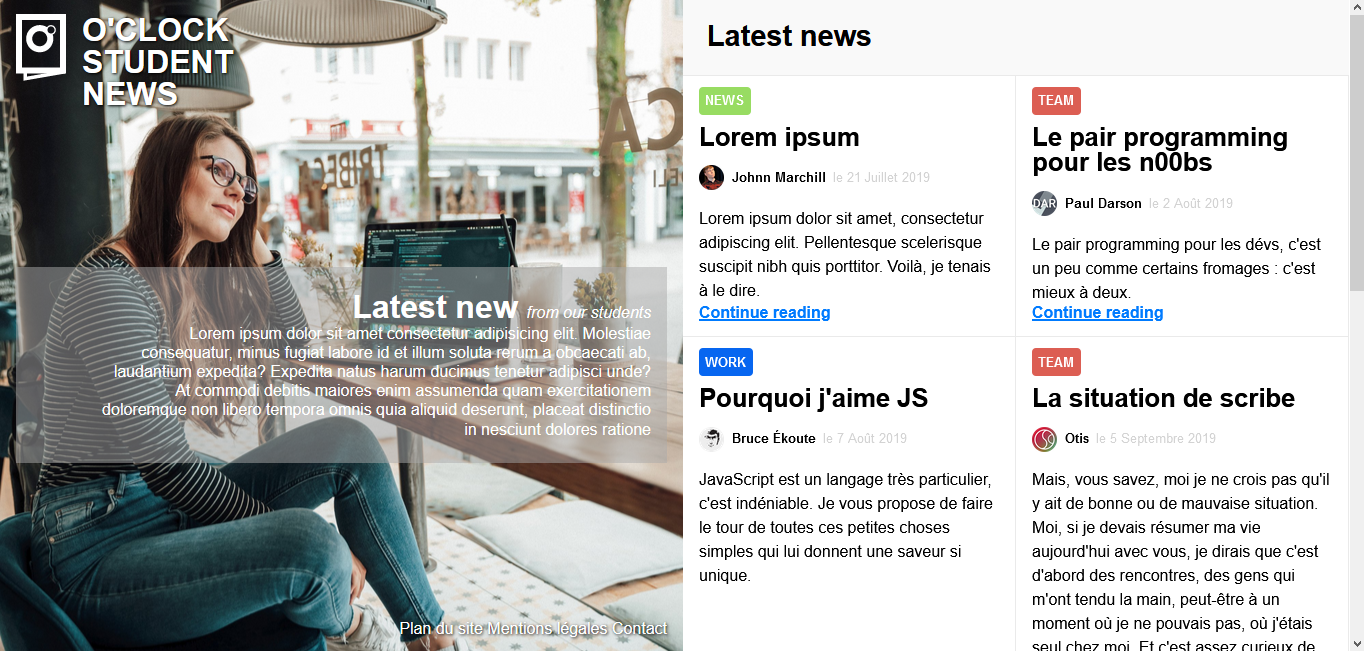 O'CLOCK
STUDENT
NEWS
Latest new from our students
Lorem ipsum dolor sit amet consectetur adipisicing elit. Molestiae
consequatur, minus fugiat labore id et illum soluta rerum a obcaecati ab,
laudantium expedita? Expedita natus harum ducimus tenetur adipisci unde?
At commodi debitis maiores enim assumenda quam exercitationem
doloremque non libero tempora omnis quia aliquid deserunt, placeat distinctio
in nesciunt dolores ratione
Plan du site Mentions légales Contact
Latest news
NEWS
Lorem ipsum
Johnn Marchill le 21 Juillet 2019
Lorem ipsum dolor sit amet, consectetur
adipiscing elit. Pellentesque scelerisque
suscipit nibh quis porttitor. Voilà, je tenais
à le dire.
Continue reading
TEAM
Le pair programming
pour les n00bs
DAR
Paul Darson le 2 Août 2019
Le pair programming pour les dévs, c'est
un peu comme certains fromages : c'est
mieux à deux.
Continue reading
WORK
Pourquoi j'aime JS
Bruce Ékoute le 7 Août 2019
JavaScript est un langage très particulier,
c'est indéniable. Je vous propose de faire
le tour de toutes ces petites choses
simples qui lui donnent une saveur si
unique.
TEAM
La situation de scribe
Otis le 5 Septembre 2019
Mais, vous savez, moi je ne crois pas qu'il
y ait de bonne ou de mauvaise situation.
Moi, si je devais résumer ma vie
aujourd'hui avec vous, je dirais que c'est
d'abord des rencontres, des gens qui
m'ont tendu la main, peut-être à un
moment où je ne pouvais pas, où j'étais
seul chez moi. Et c'est assez curieux de